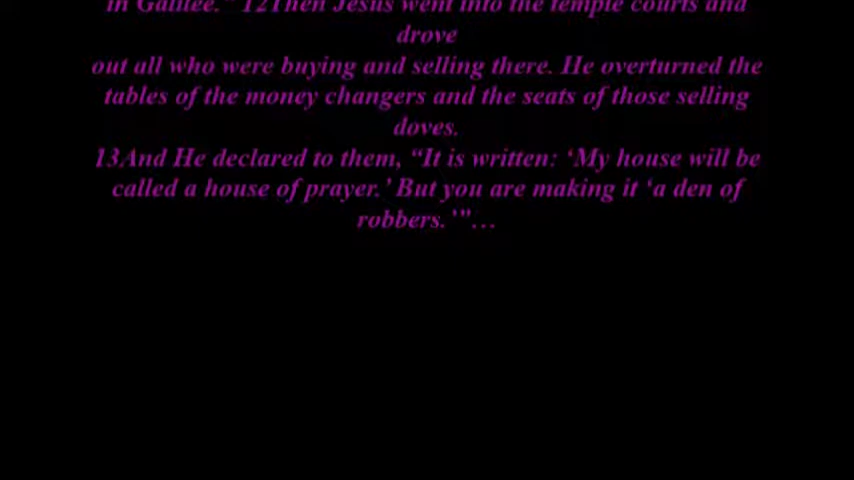 in Galilee." 12Then Jesus went into the temple courts and
drove
out all who were buying and selling there. He overturned the
tables of the money changers and the seats of those selling
doves.
13And He declared to them, “It is written: ‘My house will be
called a house of prayer.’ But you are making it ‘a den of
robbers.’"…